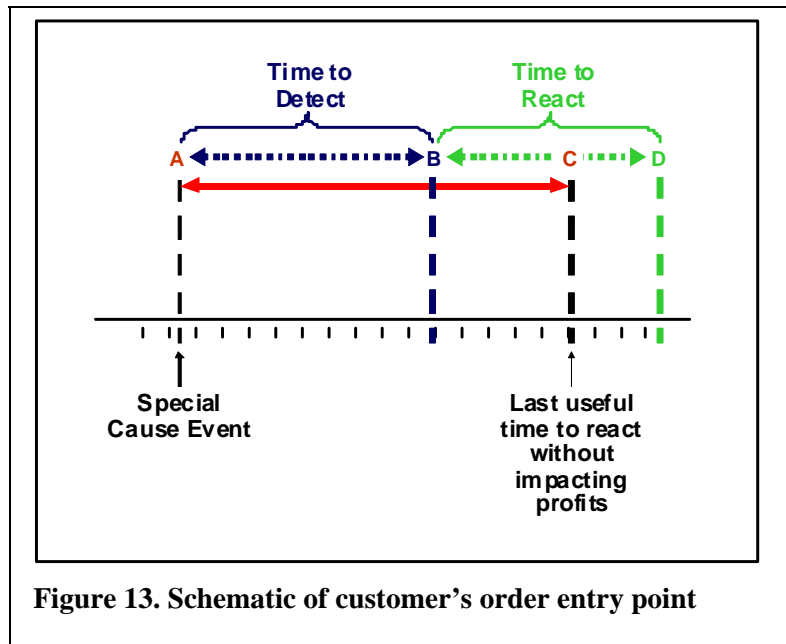 Time to
Detect
Time to
React
A
B
C
D
Special
Cause Event
Last useful
time to react
without
impacting
profits
Figure 13. Schematic of customer’s order entry point